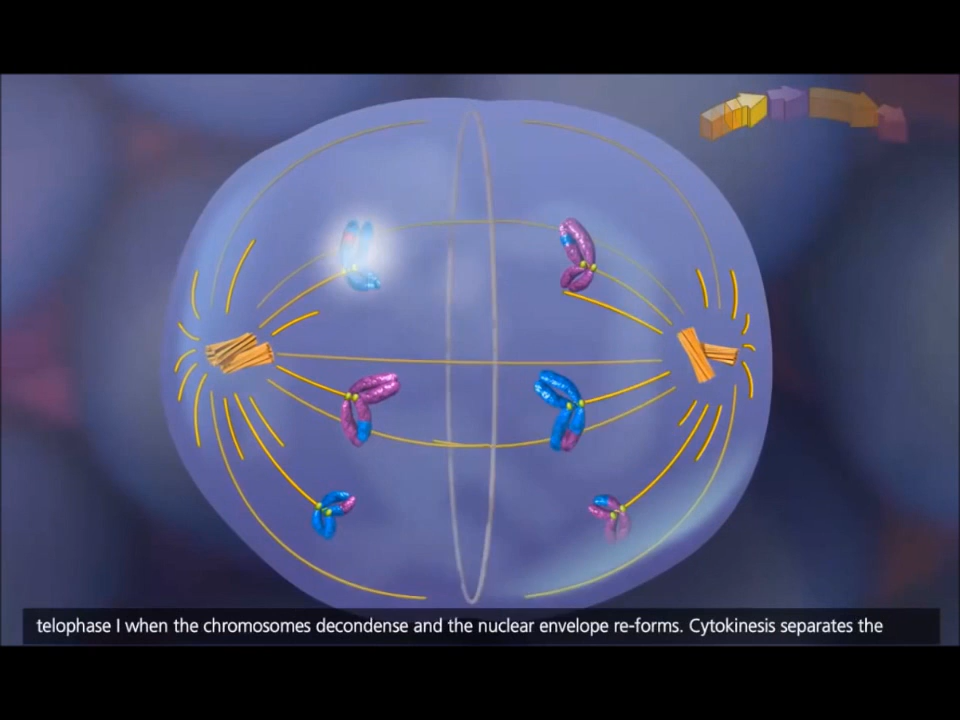 telophase I when the chromosomes decondense and the nuclear envelope re-forms. Cytokinesis separates the